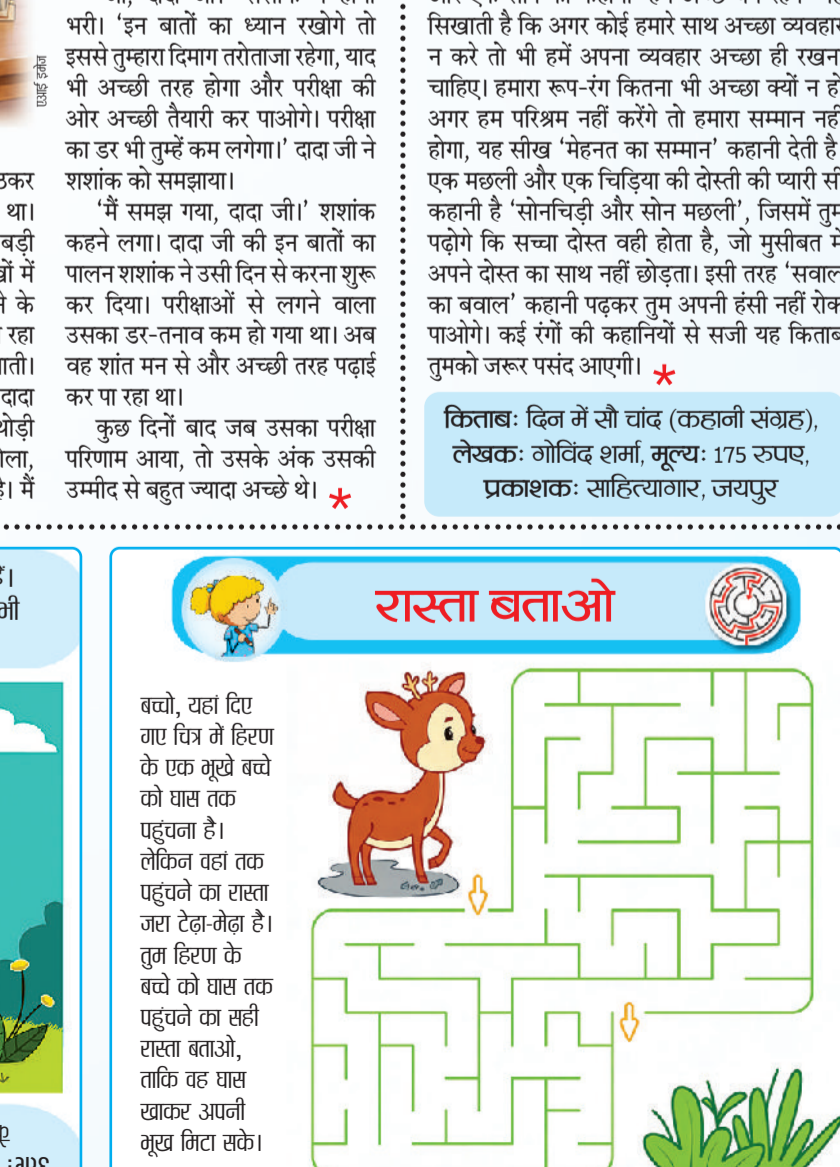 भरी। ‘इन बातों का ध्यान रखोगे तो
इससे तुम्हारा दिमाग तरोताजा रहेगा, याद
भी अच्छी तरह होगा और परीक्षा की
ओर अच्छी तैयारी कर पाओगे। परीक्षा
का डर भी तुम्हें कम लगेगा।’ दादा जी ने
शशांक को समझाया।
‘मैं समझ गया, दादा जी।’ शशांक
कहने लगा। दादा जी की इन बातों का
पालन शशांक ने उसी दिन से करना शुरू
कर दिया। परीक्षाओं से लगने वाला
उसका डर-तनाव कम हो गया था। अब
वह शांत मन से और अच्छी तरह पढ़ाई
कर पा रहा था।
कुछ दिनों बाद जब उसका परीक्षा
परिणाम आया, तो उसके अंक उसकी
उम्मीद से बहुत ज्यादा अच्छे थे।
एआई इमेज
था।
बड़ी
में
के
रहा
दादा
थोड़ी
मैं
सिखाती है कि अगर कोई हमारे साथ अच्छा व्यवहार
न करे तो भी हमें अपना व्यवहार अच्छा ही रखना
चाहिए। हमारा रूप-रंग कितना भी अच्छा क्यों न हो
अगर हम परिश्रम नहीं करेंगे तो हमारा सम्मान नहीं
होगा, यह सीख ‘मेहनत का सम्मान’ कहानी देती है
एक मछली और एक चिड़िया की दोस्ती की प्यारी सी
कहानी है ‘सोनचिड़ी और सोन मछली’, जिसमें तुम
पढ़ोगे कि सच्चा दोस्त वही होता है, जो मुसीबत में
अपने दोस्त का साथ नहीं छोड़ता। इसी तरह ‘सवाल
का बवाल’ कहानी पढ़कर तुम अपनी हंसी नहीं रोक
पाओगे। कई रंगों की कहानियों से सजी यह किताब
तुमको जरूर पसंद आएगी।
किताब: दिन में सौ चांद (कहानी संग्रह),
लेखक: गोविंद शर्मा, मूल्य: 175 रुपए,
प्रकाशक: साहित्यागार, जयपुर
रास्ता बताओ
बच्चो, यहां दिए
गए चित्र में हिरण
के एक भूखे बच्चे
को घास तक
पहुंचना है।
लेकिन वहां तक
पहुंचने का रास्ता
जरा टेढ़ा-मेढ़ा है।
तुम हिरण के
बच्चे को घास तक
पहुंचने का सही
रास्ता बताओ,
ताकि वह घास
खाकर अपनी
भूख मिटा सके।